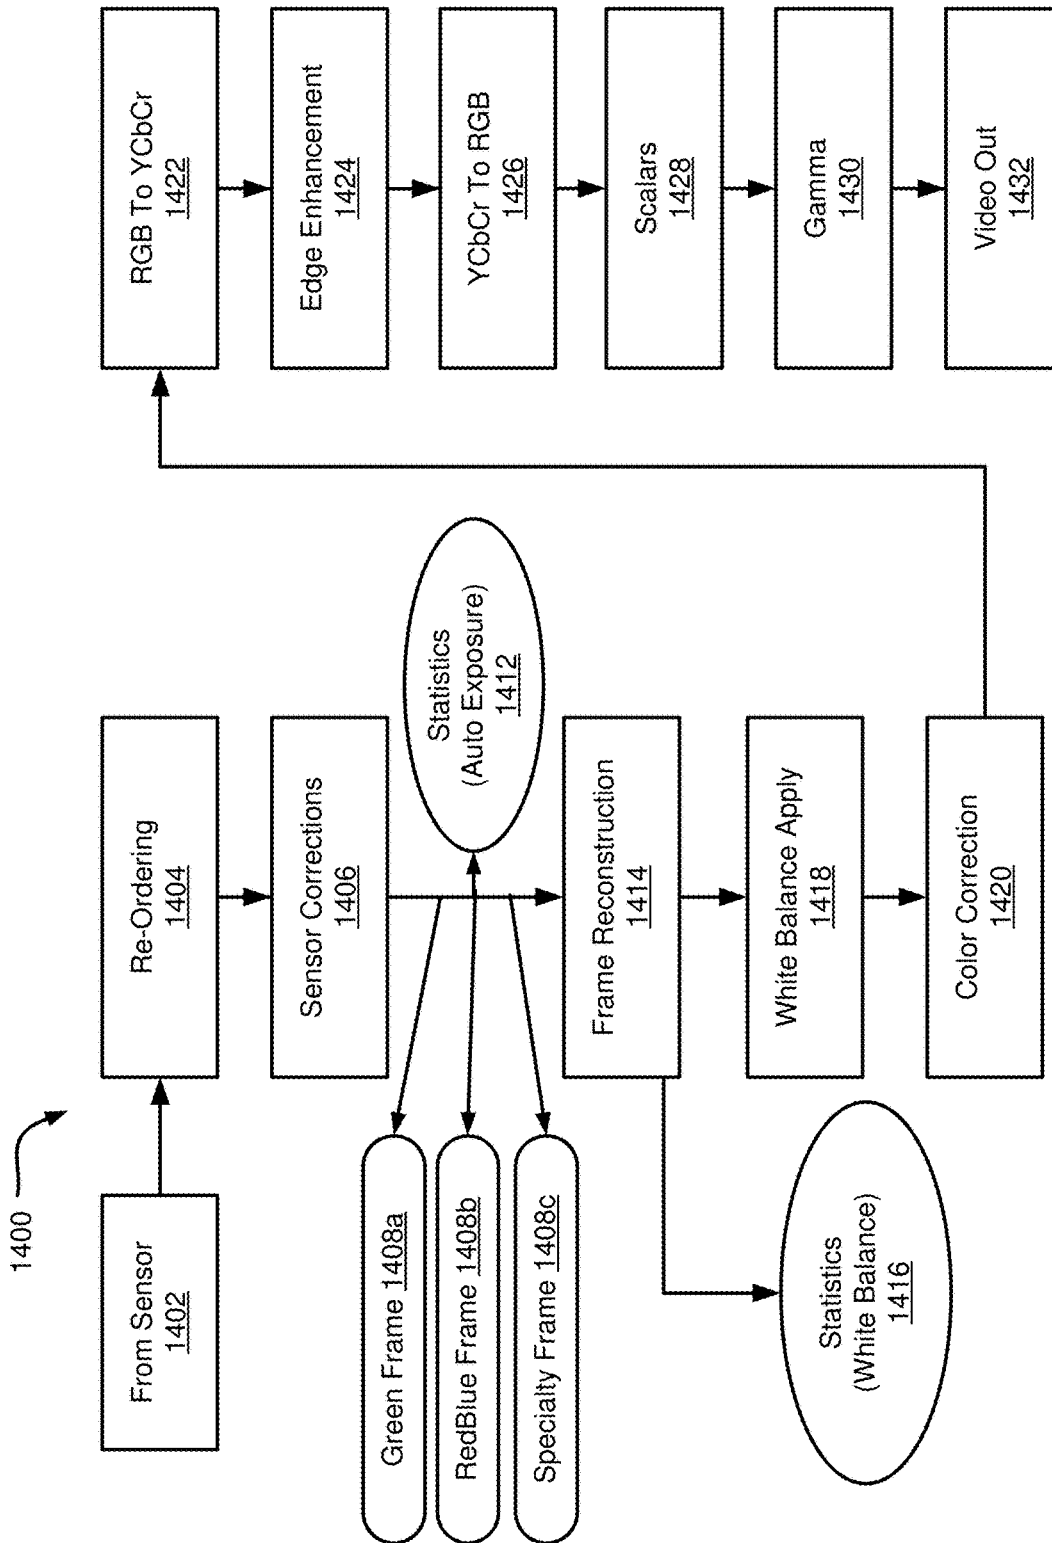 1400
From Sensor
1402
Re-Ordering
1404
Sensor Corrections
1406
Green Frame 1408a
RedBlue Frame 1408b
Specialty Frame 1408c
Statistics
(Auto Exposure)
1412
Frame Reconstruction
1414
Statistics
(White Balance)
1416
White Balance Apply
1418
Color Correction
1420
RGB To YCbCr
1422
Edge Enhancement
1424
YCbCr To RGB
1426
Scalars
1428
Gamma
1430
Video Out
1432